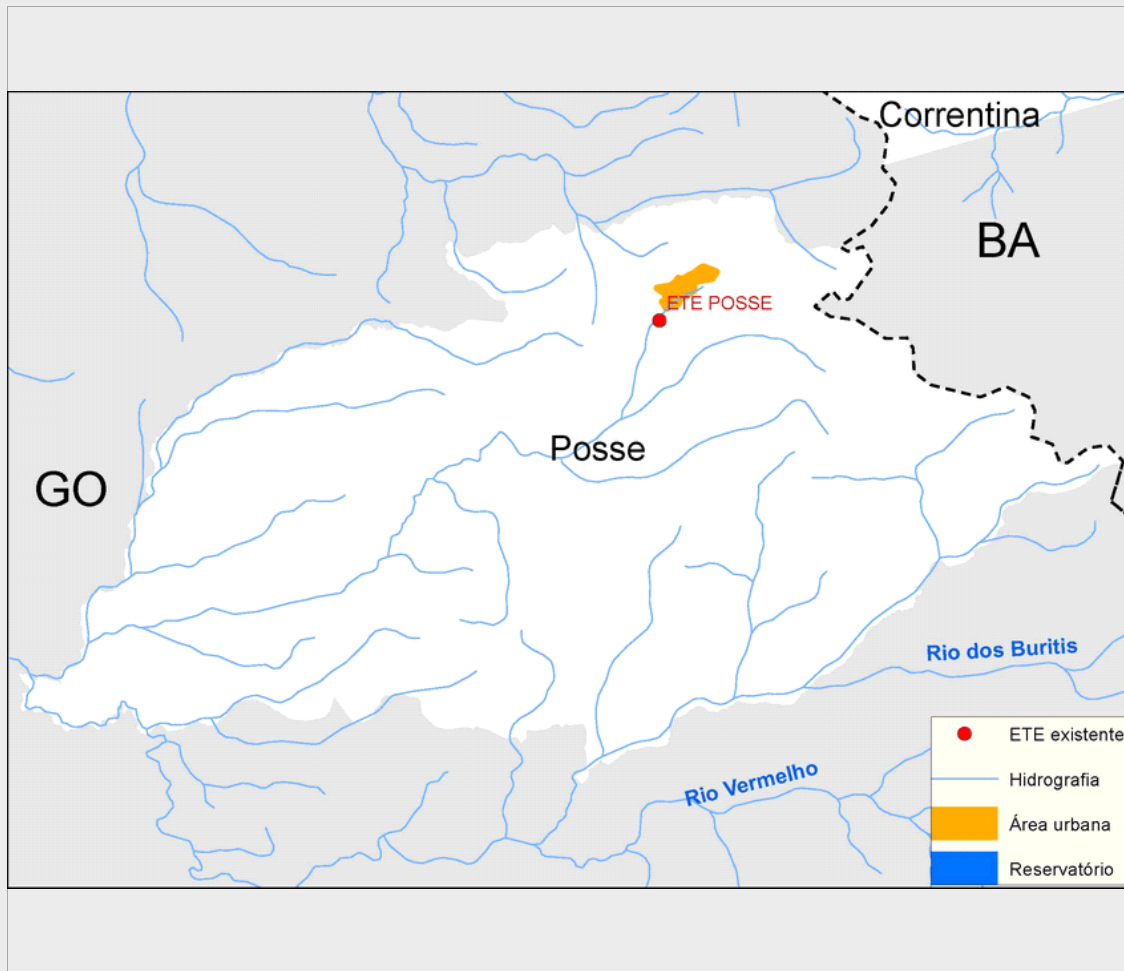 Correntina
BA
ETE POSSE
Posse
GO
Rio dos Buritis
Rio Vermelho
ETE existente
Hidrografia
Área urbana
Reservatório